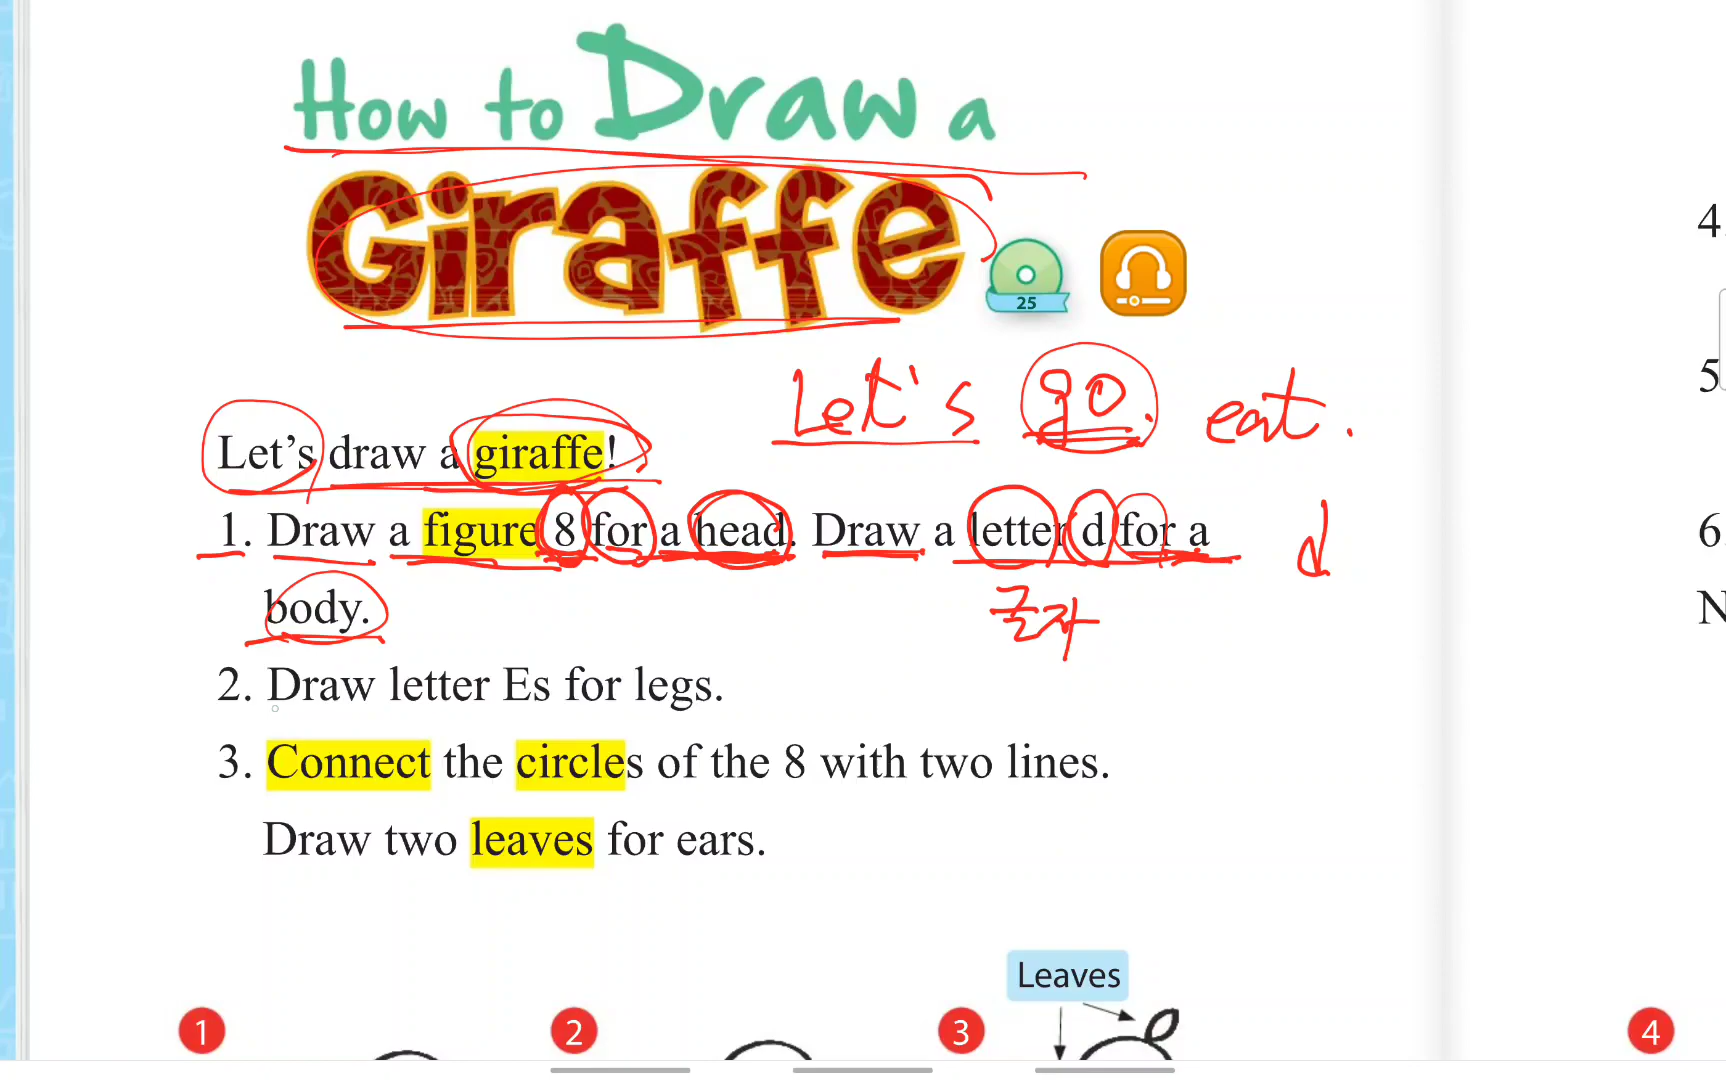 How to Draw a
Giraffe
25
Let's go. eat.
Let's draw a giraffe!
1. Draw a figure 8 for a head. Draw a letter d for a
d
body.
글자
2. Draw letter Es for legs.
3. Connect the circles of the 8 with two lines.
Draw two leaves for ears.
Leaves
1
2
3
4
4
5
6
N